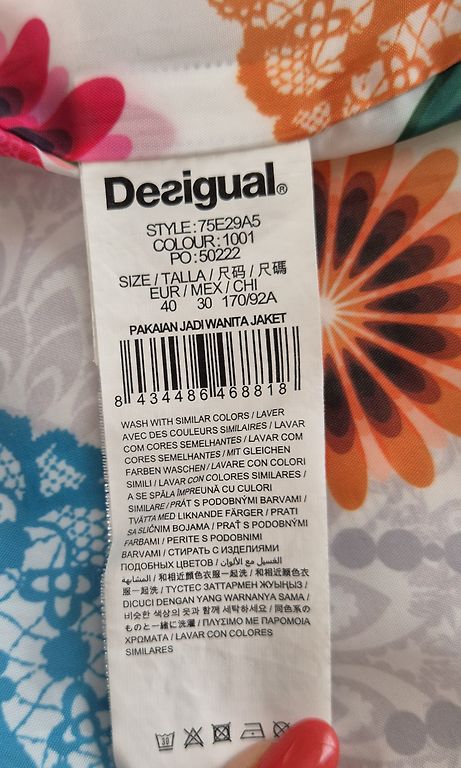 Desigual®
STYLE:75E29A5
COLOUR:1001
PO:50222
SIZE/TALLA/尺码/尺碼
EUR/MEX/CHI
40 30 170/92A
PAKAIAN JADI WANITA JAKET
8 434486 468818
WASH WITH SIMILAR COLORS / LAVER
AVEC DES COULEURS SIMILAIRES / LAVAR
COM CORES SEMELHANTES / LAVAR COM
CORES SEMELHANTES / MIT GLEICHEN
FARBEN WASCHEN / LAVARE CON COLORI
SIMILI / LAVAR CON COLORES SIMILARES /
A SE SPĂLA ÎMPREUNĂ CU CULORI
SIMILARE / PRÁT S PODOBNÝMI BARVAMI /
TVÄTTA MED LIKNANDE FÄRGER / PRATI
SA SLIČNIM BOJAMA / PRAŤ S PODOBNÝMI
FARBAMI / PERITE S PODOBNIMI
BARVAMI / СТИРАТЬ С ИЗДЕЛИЯМИ
ПОДОБНЫХ ЦВЕТОВ / الغسيل مع الألوان
المشابهة / 和相近顏色衣服一起洗 / 和相近颜色衣
服一起洗 / ТҮСТЕС ЗАТТАРМЕН ЖУЫҢЫЗ /
DICUCI DENGAN YANG WARNANYA SAMA /
비슷한 색상의 옷과 함께 세탁하세요 / 同色系の
ものと一緒に洗濯 / ΠΛΥΣΙΜΟ ΜΕ ΠΑΡΟΜΟΙΑ
ΧΡΩΜΑΤΑ / LAVAR CON COLORES
SIMILARES
30